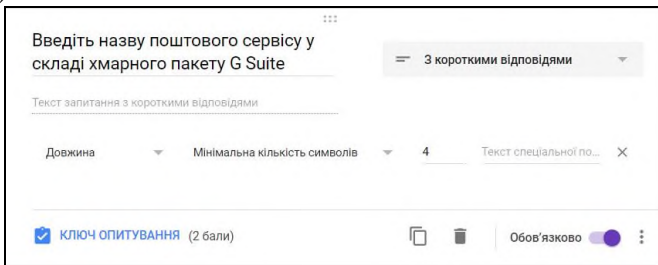 Введіть назву поштового сервісу у
складі хмарного пакету G Suite
З короткими відповідями
Текст запитання з короткими відповідями
Довжина Мінімальна кількість символів 4 Текст спеціальної по...
КЛЮЧ ОПИТУВАННЯ (2 бали) Обов'язково